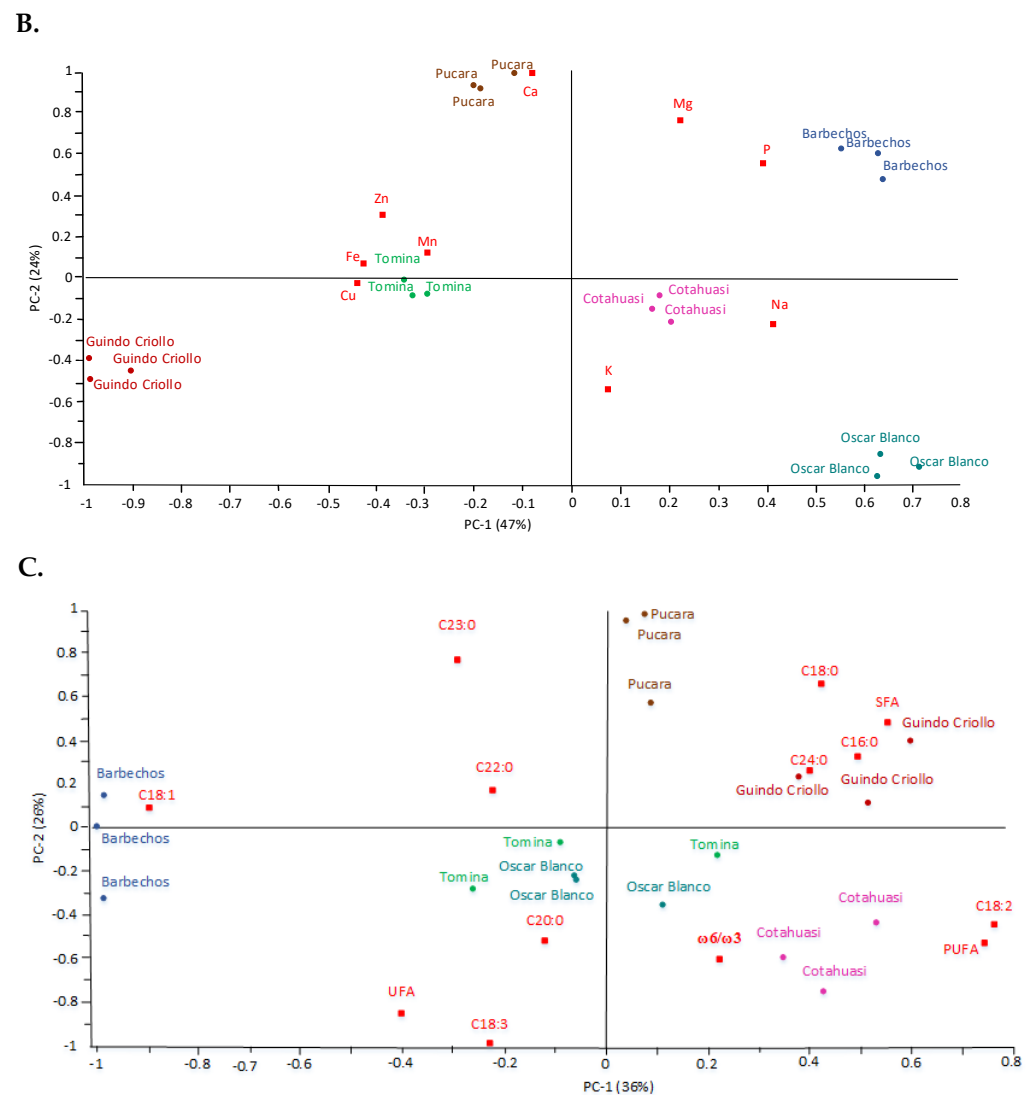 B.
1
Pucara
Pucara
Pucara
Ca
0.8
Mg
Barbechos
Barbechos
0.6
P
Barbechos
0.4
Zn
0.2
Mn
Fe
Tomina
0
Tomina
Tomina
Cu
Cotahuasi
Cotahuasi
Cotahuasi
-0.2
Na
Guindo Criollo
-0.4
Guindo Criollo
Guindo Criollo
K
-0.6
-0.8
Oscar Blanco
Oscar Blanco
Oscar Blanco
-1
PC-2 (24%)
-1 -0.9 -0.8 -0.7 -0.6 -0.5 -0.4 -0.3 -0.2 -0.1 0 0.1 0.2 0.3 0.4 0.5 0.6 0.7 0.8
PC-1 (47%)
C.
1
Pucara
C23:0
Pucara
0.8
Pucara
C18:0
0.6
SFA
Guindo Criollo
0.4
C16:0
C22:0
C24:0
Barbechos
Guindo Criollo
0.2
C18:1
Guindo Criollo
0
Barbechos
Tomina
Tomina
-0.2
Oscar Blanco
Tomina
Barbechos
Oscar Blanco
Oscar Blanco
Cotahuasi
-0.4
C20:0
C18:2
Cotahuasi
ω6/ω3
PUFA
-0.6
Cotahuasi
UFA
-0.8
C18:3
-1
PC-2 (26%)
-1 -0.8 -0.7 -0.6 -0.4 -0.2 0 0.2 0.4 0.6 0.8
PC-1 (36%)